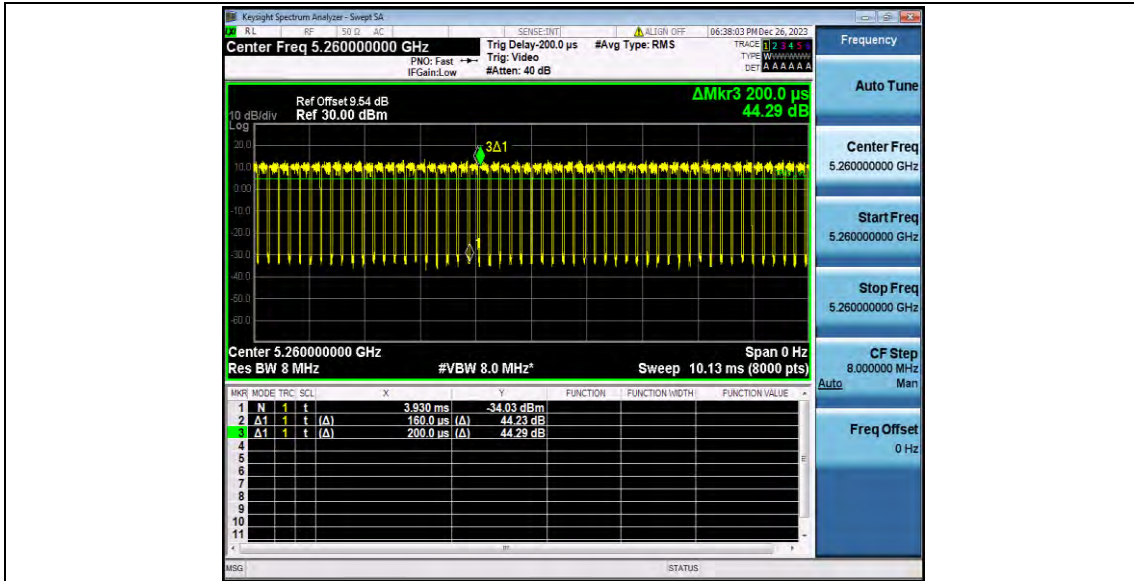 Keysight Spectrum Analyzer - Swept SA
RL RF 50 Ω AC SENSE:INT ALIGN OFF 06:38:03 PM Dec 26, 2023
Center Freq 5.260000000 GHz
PNO: Fast
IFGain:Low
Trig Delay-200.0 µs
Trig: Video
#Atten: 40 dB
#Avg Type: RMS
TRACE 1 2 3 4 5 6
TYPE WWWWWW
DET A A A A A A
ΔMkr3 200.0 µs
44.29 dB
10 dB/div
Log
Ref Offset 9.54 dB
Ref 30.00 dBm
20.0
10.0
0.00
-10.0
-20.0
-30.0
-40.0
-50.0
-60.0
3Δ1
1
Center 5.260000000 GHz Span 0 Hz
Res BW 8 MHz #VBW 8.0 MHz* Sweep 10.13 ms (8000 pts)
MKR MODE TRC SCL X Y FUNCTION FUNCTION WIDTH FUNCTION VALUE
1 N 1 t 3.930 ms -34.03 dBm
2 Δ1 1 t (Δ) 160.0 µs (Δ) 44.23 dB
3 Δ1 1 t (Δ) 200.0 µs (Δ) 44.29 dB
4
5
6
7
8
9
10
11
MSG STATUS
Frequency
Auto Tune
Center Freq
5.260000000 GHz
Start Freq
5.260000000 GHz
Stop Freq
5.260000000 GHz
CF Step
8.000000 MHz
Auto Man
Freq Offset
0 Hz